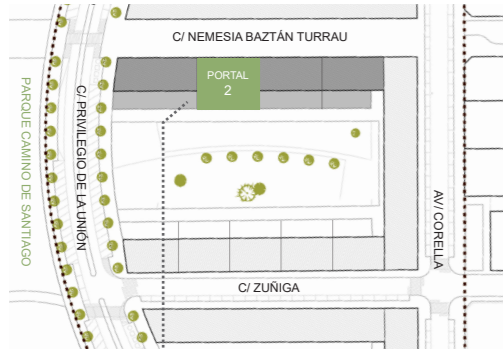 C/ NEMESIA BAZTÁN TURRAU
PORTAL
2
PARQUE CAMINO DE SANTIAGO
C/ PRIVILEGIO DE LA UNIÓN
AV/ CORELLA
C/ ZUÑIGA